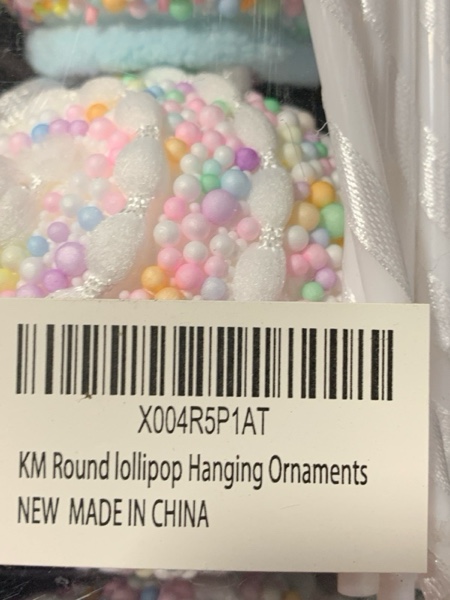 X004R5P1AT
KM Round lollipop Hanging Ornaments
NEW MADE IN CHINA